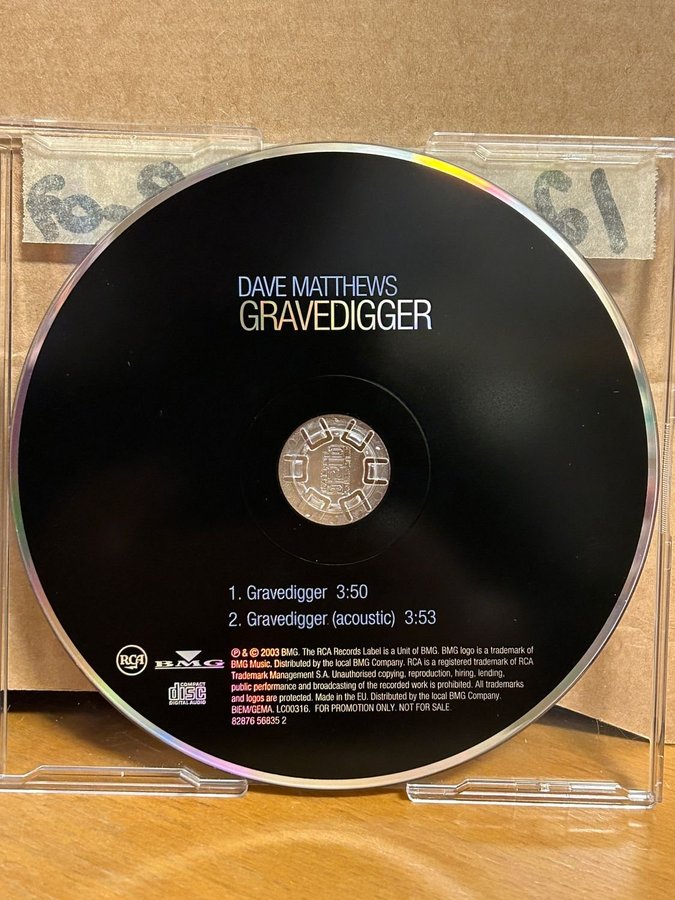 DAVE MATTHEWS
GRAVEDIGGER
1. Gravedigger 3:50
2. Gravedigger (acoustic) 3:53
RCA
BMG
COMPACT
disc
DIGITAL AUDIO
℗ & © 2003 BMG. The RCA Records Label is a Unit of BMG. BMG logo is a trademark of
BMG Music. Distributed by the local BMG Company. RCA is a registered trademark of RCA
Trademark Management S.A. Unauthorised copying, reproduction, hiring, lending,
public performance and broadcasting of the recorded work is prohibited. All trademarks
and logos are protected. Made in the EU. Distributed by the local BMG Company.
BIEM/GEMA. LC00316. FOR PROMOTION ONLY. NOT FOR SALE.
82876 56835 2